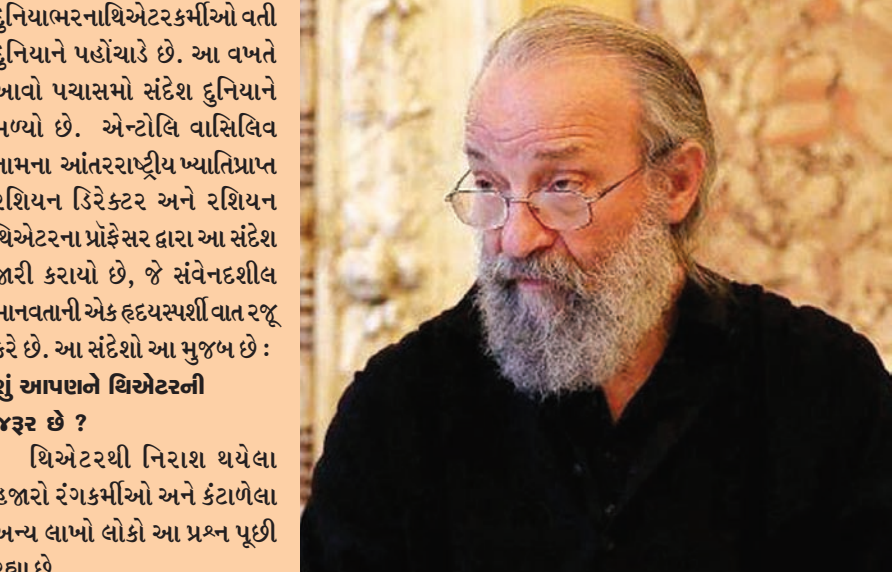 દુનિયાભરનાથિએટરકર્મીઓ વતી
દુનિયાને પહોંચાડે છે. આ વખતે
આવો પચાસમો સંદેશ દુનિયાને
મળ્યો છે. એન્ટોલિ વાસિલિવ
નામના આંતરરાષ્ટ્રીય ખ્યાતિપ્રાપ્ત
રશિયન ડિરેક્ટર અને રશિયન
થિએટરના પ્રૉફેસર દ્વારા આ સંદેશ
જારી કરાયો છે, જે સંવેનદશીલ
માનવતાની એક હૃદયસ્પર્શી વાત રજૂ
કરે છે. આ સંદેશો આ મુજબ છે :
શું આપણને થિએટરની
જરૂર છે ?
થિએટરથી નિરાશ થયેલા
હજારો રંગકર્મીઓ અને કંટાળેલા
અન્ય લાખો લોકો આ પ્રશ્ન પૂછી
રહ્યા છે.